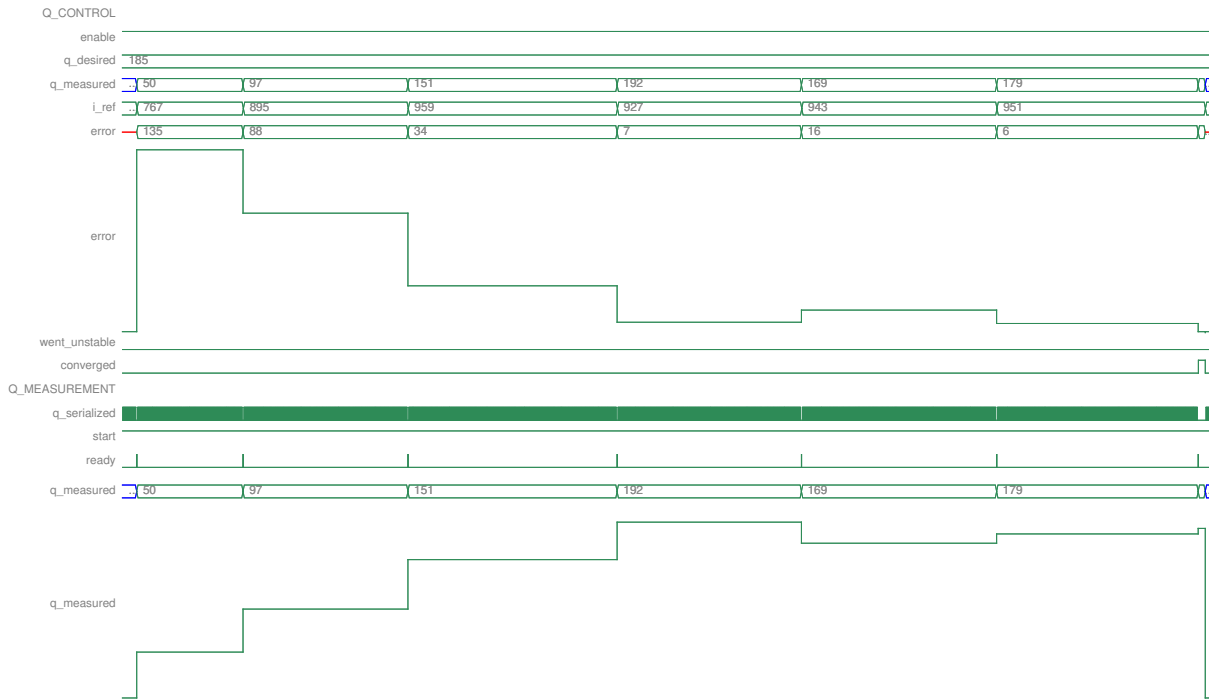 Q_CONTROL
enable
q_desired 185
q_measured .. 50 97 151 192 169 179
i_ref .. 767 895 959 927 943 951
error 135 88 34 7 16 6
error
went_unstable
converged
Q_MEASUREMENT
q_serialized
start
ready
q_measured .. 50 97 151 192 169 179
q_measured